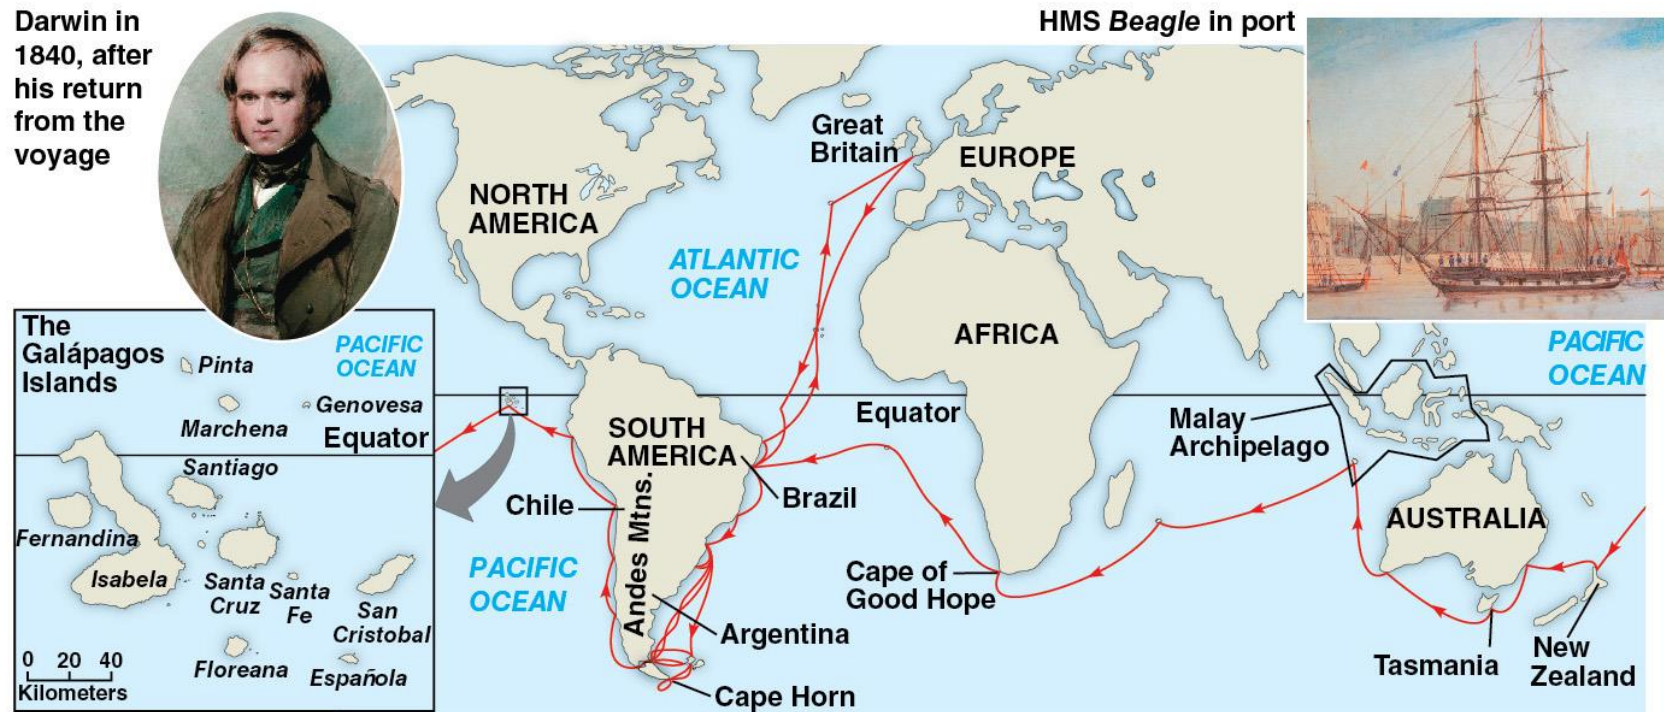 Darwin in
1840, after
his return
from the
voyage
HMS Beagle in port
Great
Britain
EUROPE
NORTH
AMERICA
ATLANTIC
OCEAN
AFRICA
PACIFIC
OCEAN
The
Galápagos
Islands
PACIFIC
OCEAN
Pinta
Genovesa
Marchena
Equator
Santiago
Fernandina
Isabela
Santa
Cruz
Santa
Fe
San
Cristobal
Floreana
Española
0 20 40
Kilometers
Equator
SOUTH
AMERICA
Malay
Archipelago
Brazil
Chile
Andes Mtns.
AUSTRALIA
PACIFIC
OCEAN
Cape of
Good Hope
Argentina
Cape Horn
Tasmania
New
Zealand